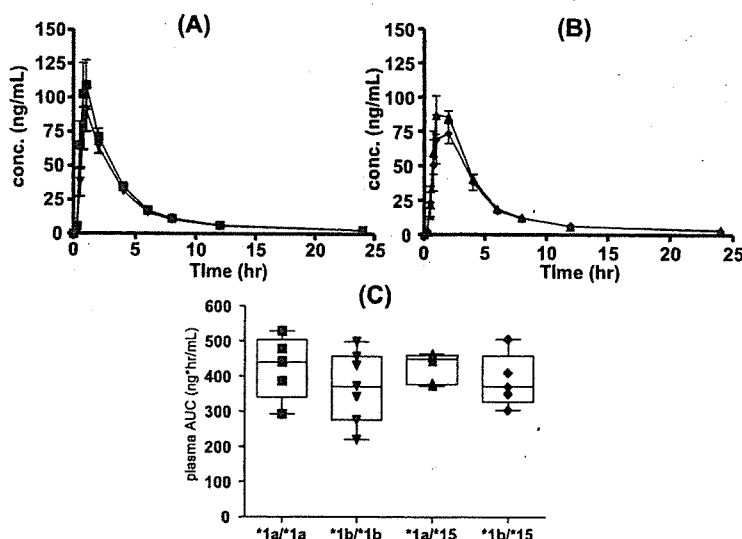 (A)
conc. (ng/mL)
150
125
100
75
50
25
0
0 5 10 15 20 25
TIme (hr)
(B)
conc. (ng/mL)
150
125
100
75
50
25
0
0 5 10 15 20 25
TIme (hr)
(C)
plasma AUC (ng*hr/mL)
600
500
400
300
200
100
0
*1a/*1a *1b/*1b *1a/*15 *1b/*15